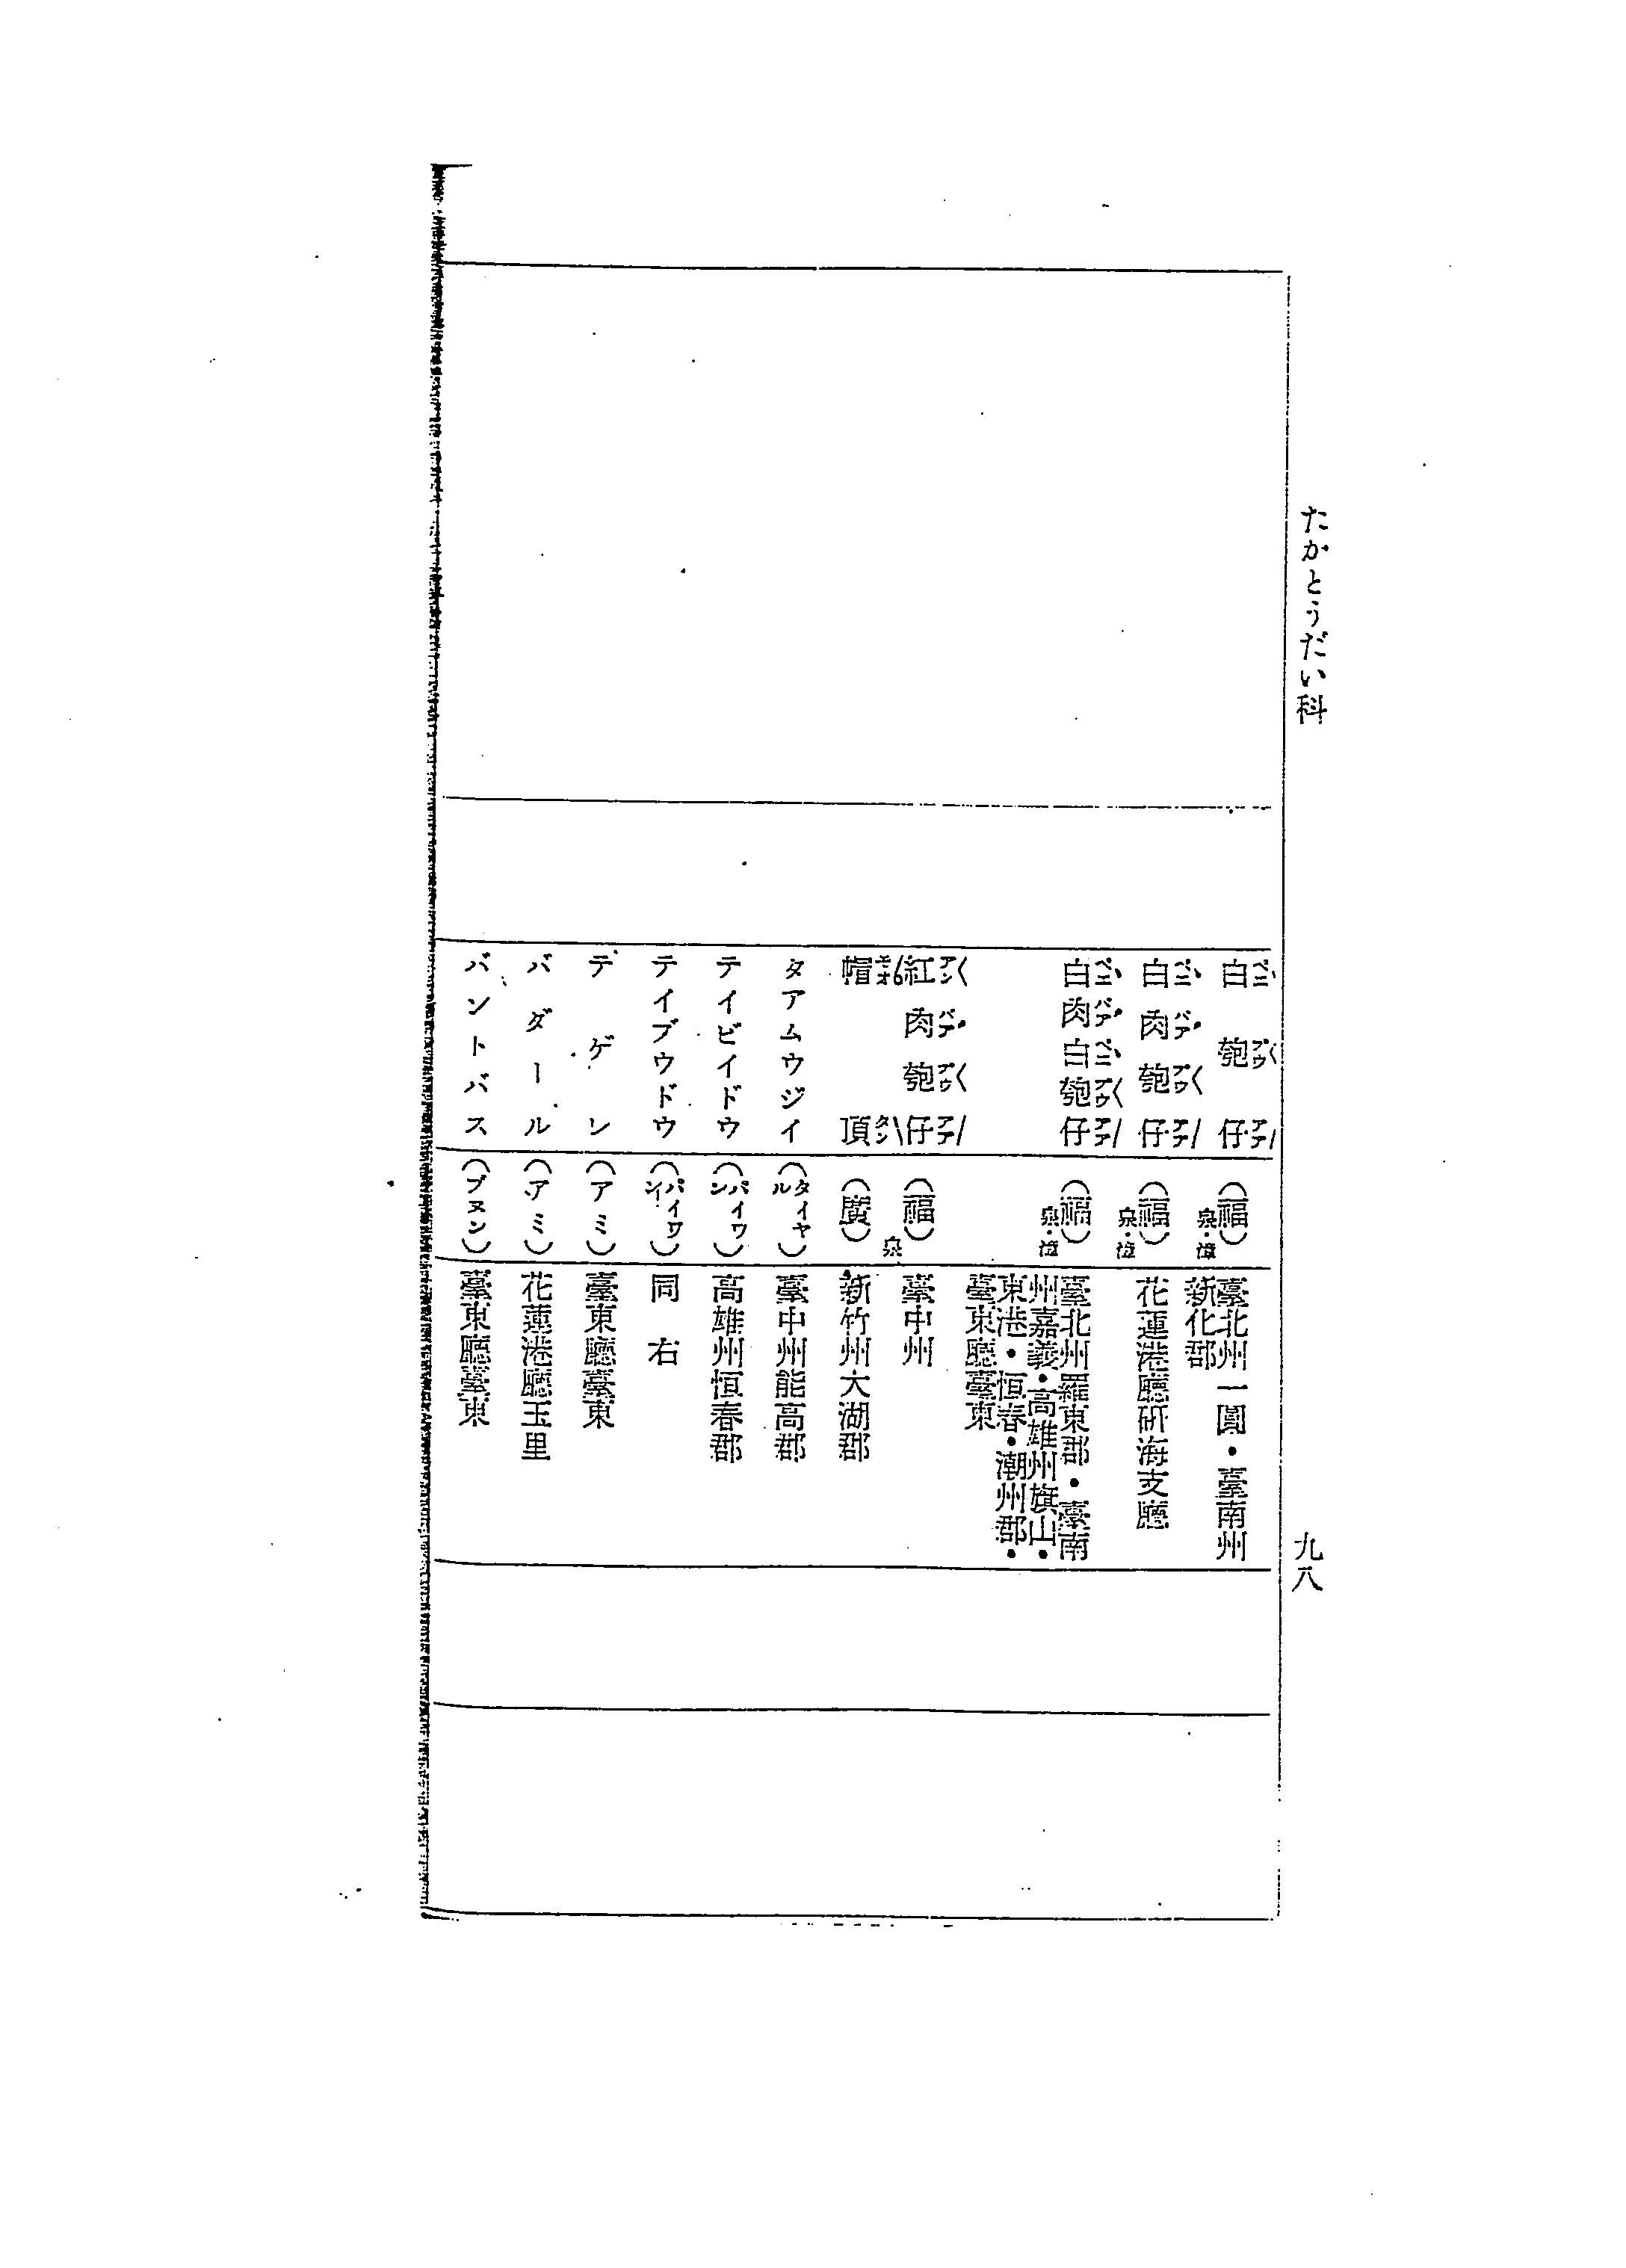 たかとうだい科
九八
白匏仔
(福)
泉・漳
臺北州一圓・臺南州
新化郡
白肉匏仔
(福)
泉・漳
花蓮港廳硏海支廳
白肉白匏仔
(福)
泉・漳
臺北州羅東郡・臺南
州嘉義・高雄州旗山・
東港・恒春・潮州郡・
臺東廳臺東
紅肉匏仔
(福)
泉
臺中州
帽頂
(廣)
新竹州大湖郡
タアムウジイ
(タイヤル)
臺中州能高郡
テイビイドウ
(パイワン)
高雄州恒春郡
テイブウドウ
(パイワン)
同右
デゲレ
(アミ)
臺東廳臺東
バダール
(アミ)
花蓮港廳玉里
バントバス
(ブヌン)
臺東廳臺東